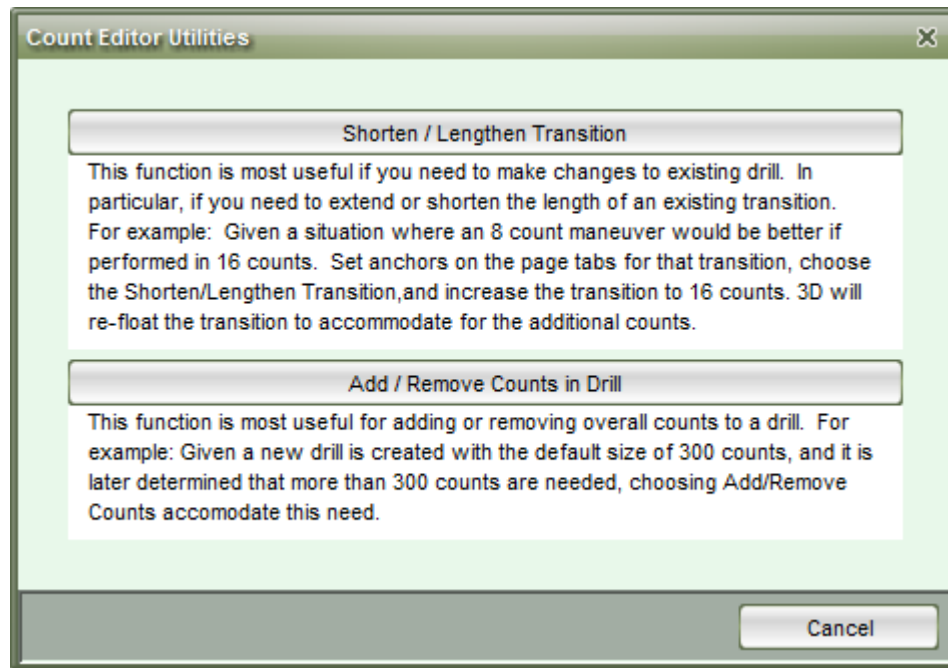 Count Editor Utilities
Shorten / Lengthen Transition
This function is most useful if you need to make changes to existing drill.  In
particular, if you need to extend or shorten the length of an existing transition.
For example:  Given a situation where an 8 count maneuver would be better if
performed in 16 counts.  Set anchors on the page tabs for that transition, choose
the Shorten/Lengthen Transition,and increase the transition to 16 counts. 3D will
re-float the transition to accommodate for the additional counts.
Add / Remove Counts in Drill
This function is most useful for adding or removing overall counts to a drill.  For
example: Given a new drill is created with the default size of 300 counts, and it is
later determined that more than 300 counts are needed, choosing Add/Remove
Counts accomodate this need.
Cancel